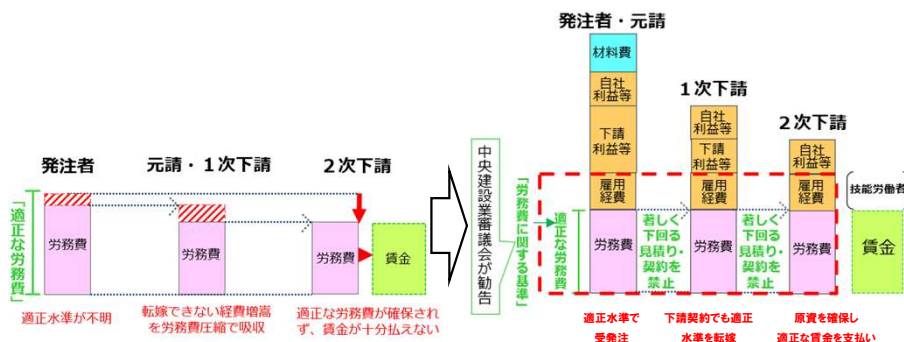 発注者
元請・１次下請
２次下請
「適正な労務費」
労務費
労務費
労務費
賃金
適正水準が不明
転嫁できない経費増嵩
を労務費圧縮で吸収
適正な労務費が確保され
ず、賃金が十分払えない
中央建設業審議会が勧告
「労務費に関する基準」
発注者・元請
材料費
自社
利益等
下請
利益等
雇用
経費
労務費
適正な労務費
著しく
下回る
見積り・
契約を
禁止
１次下請
自社
利益等
下請
利益等
雇用
経費
労務費
著しく
下回る
見積り・
契約を
禁止
２次下請
自社
利益等
雇用
経費
労務費
技能労働者
賃金
適正水準で
受発注
下請契約でも適正
水準を転嫁
原資を確保し
適正な賃金を支払い